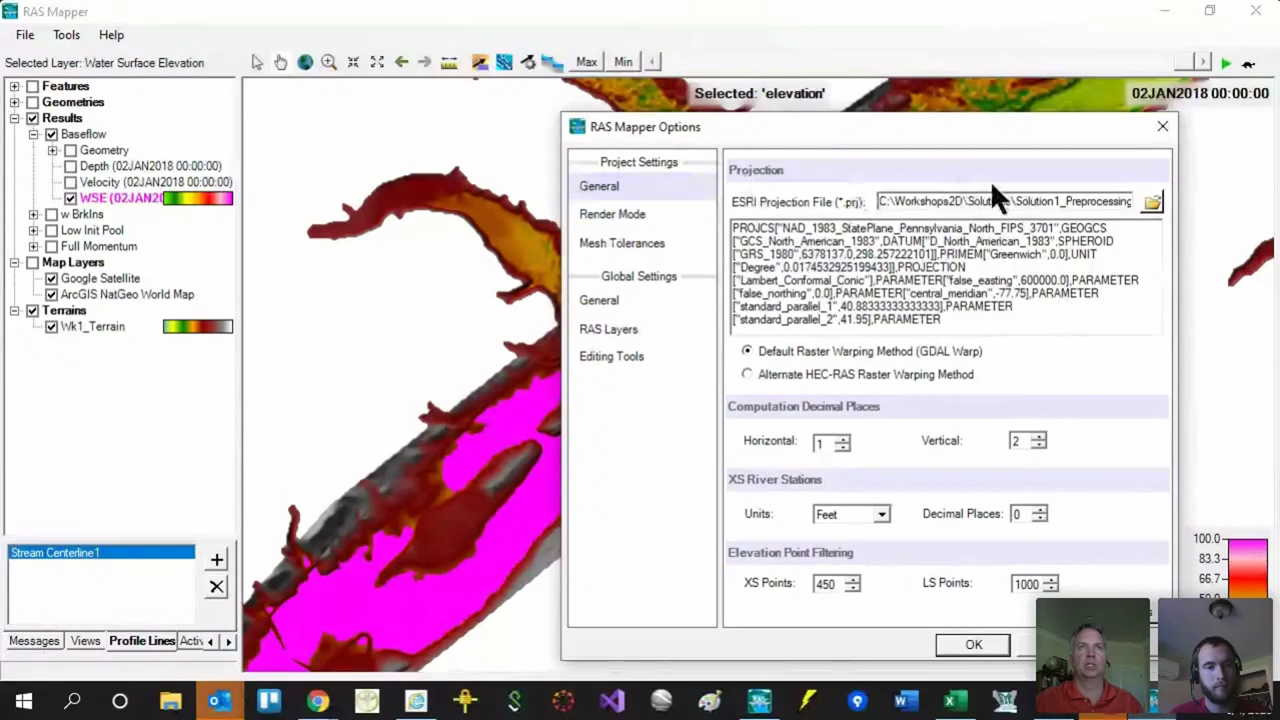 RAS Mapper
File Tools Help
Selected Layer: Water Surface Elevation
Max Min
Features
Geometries
Results
Baseflow
Geometry
Depth (02JAN2018 00:00:00)
Velocity (02JAN2018 00:00:00)
WSE (02JAN20
w BrkIns
Low Init Pool
Full Momentum
Map Layers
Google Satellite
ArcGIS NatGeo World Map
Terrains
Wk1_Terrain
Stream Centerline1
Messages Views Profile Lines Activ
Selected: 'elevation'
02JAN2018 00:00:00
RAS Mapper Options
Project Settings
General
Render Mode
Mesh Tolerances
Global Settings
General
RAS Layers
Editing Tools
Projection
ESRI Projection File (*.prj):
PROJCS["NAD_1983_StatePlane_Pennsylvania_North_FIPS_3701",GEOGCS
["GCS_North_American_1983",DATUM["D_North_American_1983",SPHEROID
["GRS_1980",6378137.0,298.257222101]],PRIMEM["Greenwich",0.0],UNIT
["Degree",0.0174532925199433]],PROJECTION
["Lambert_Conformal_Conic"],PARAMETER["false_easting",600000.0],PARAMETER
["false_northing",0.0],PARAMETER["central_meridian",-77.75],PARAMETER
["standard_parallel_1",40.88333333333333],PARAMETER
["standard_parallel_2",41.95],PARAMETER
Default Raster Warping Method (GDAL Warp)
Alternate HEC-RAS Raster Warping Method
Computation Decimal Places
Horizontal: 1 Vertical: 2
XS River Stations
Units: Feet Decimal Places: 0
Elevation Point Filtering
XS Points: 450 LS Points: 1000
OK
100.0
83.3
66.7